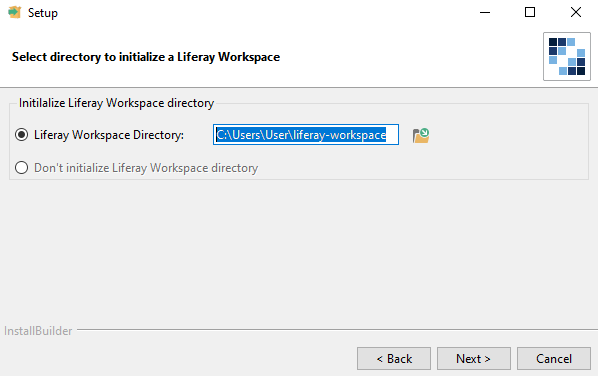 Setup
Select directory to initialize a Liferay Workspace
Initilalize Liferay Workspace directory
Liferay Workspace Directory: C:\Users\User\liferay-workspace
Don't initialize Liferay Workspace directory
InstallBuilder
< Back Next > Cancel